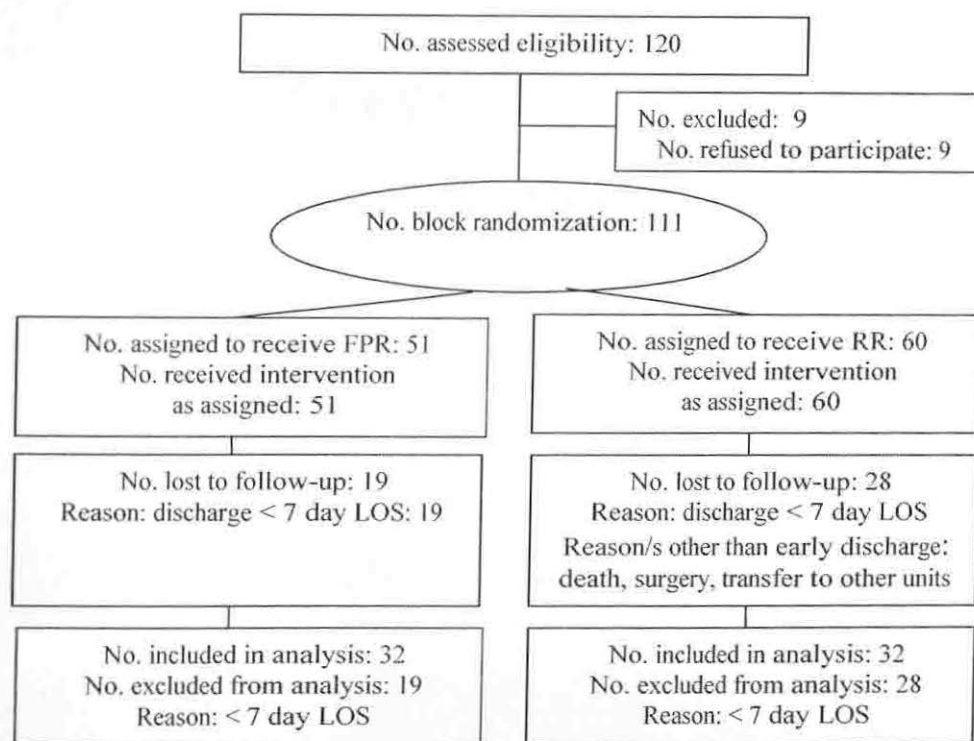 No. assessed eligibility: 120
No. excluded: 9
No. refused to participate: 9
No. block randomization: 111
No. assigned to receive FPR: 51
No. received intervention
as assigned: 51
No. assigned to receive RR: 60
No. received intervention
as assigned: 60
No. lost to follow-up: 19
Reason: discharge < 7 day LOS: 19
No. lost to follow-up: 28
Reason: discharge < 7 day LOS
Reason/s other than early discharge:
death, surgery, transfer to other units
No. included in analysis: 32
No. excluded from analysis: 19
Reason: < 7 day LOS
No. included in analysis: 32
No. excluded from analysis: 28
Reason: < 7 day LOS